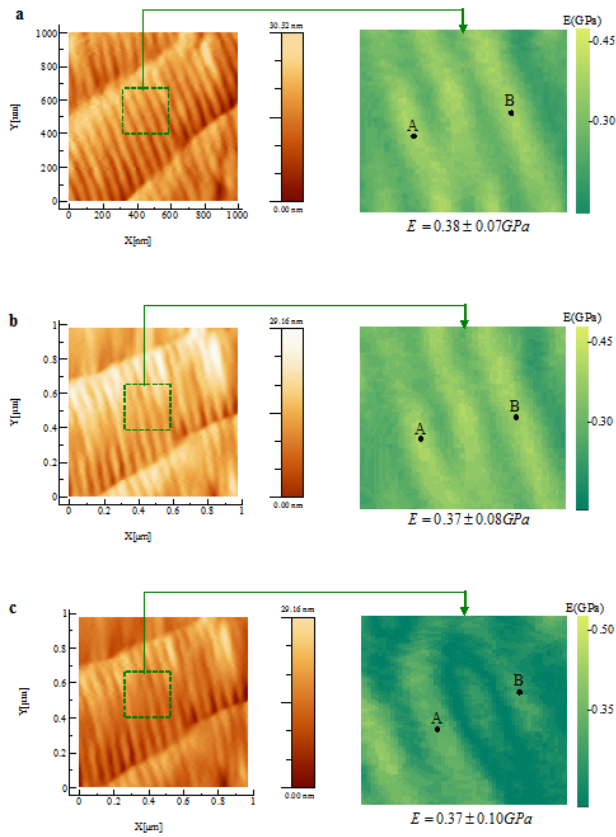 a
1000
800
600
400
200
0
Y[nm]
0 200 400 600 800 1000
X[nm]
30.52 nm
0.00 nm
A
B
E = 0.38 ± 0.07GPa
E(GPa)
0.45
0.30
b
1
0.8
0.6
0.4
0.2
0
Y[µm]
0 0.2 0.4 0.6 0.8 1
X[µm]
29.16 nm
0.00 nm
A
B
E = 0.37 ± 0.08GPa
E(GPa)
0.45
0.30
c
1
0.8
0.6
0.4
0.2
0
Y[µm]
0 0.2 0.4 0.6 0.8 1
X[µm]
29.16 nm
0.00 nm
A
B
E = 0.37 ± 0.10GPa
E(GPa)
0.50
0.35